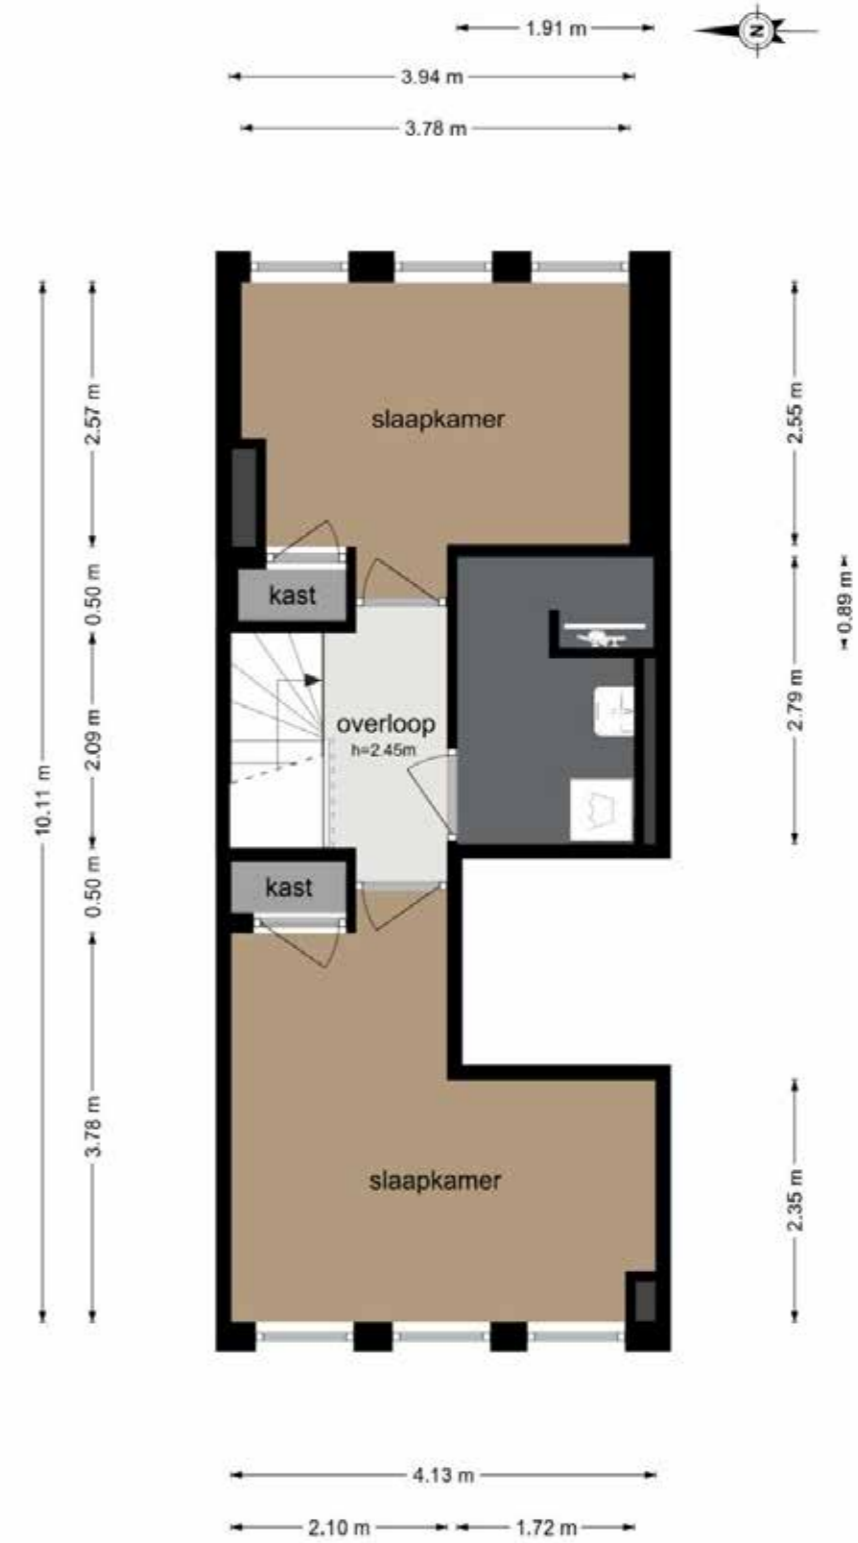 1.91 m
N
3.94 m
3.78 m
slaapkamer
2.57 m
2.55 m
kast
0.50 m
0.89 m
overloop
h=2.45m
2.09 m
2.79 m
10.11 m
kast
0.50 m
slaapkamer
3.78 m
2.35 m
4.13 m
2.10 m
1.72 m